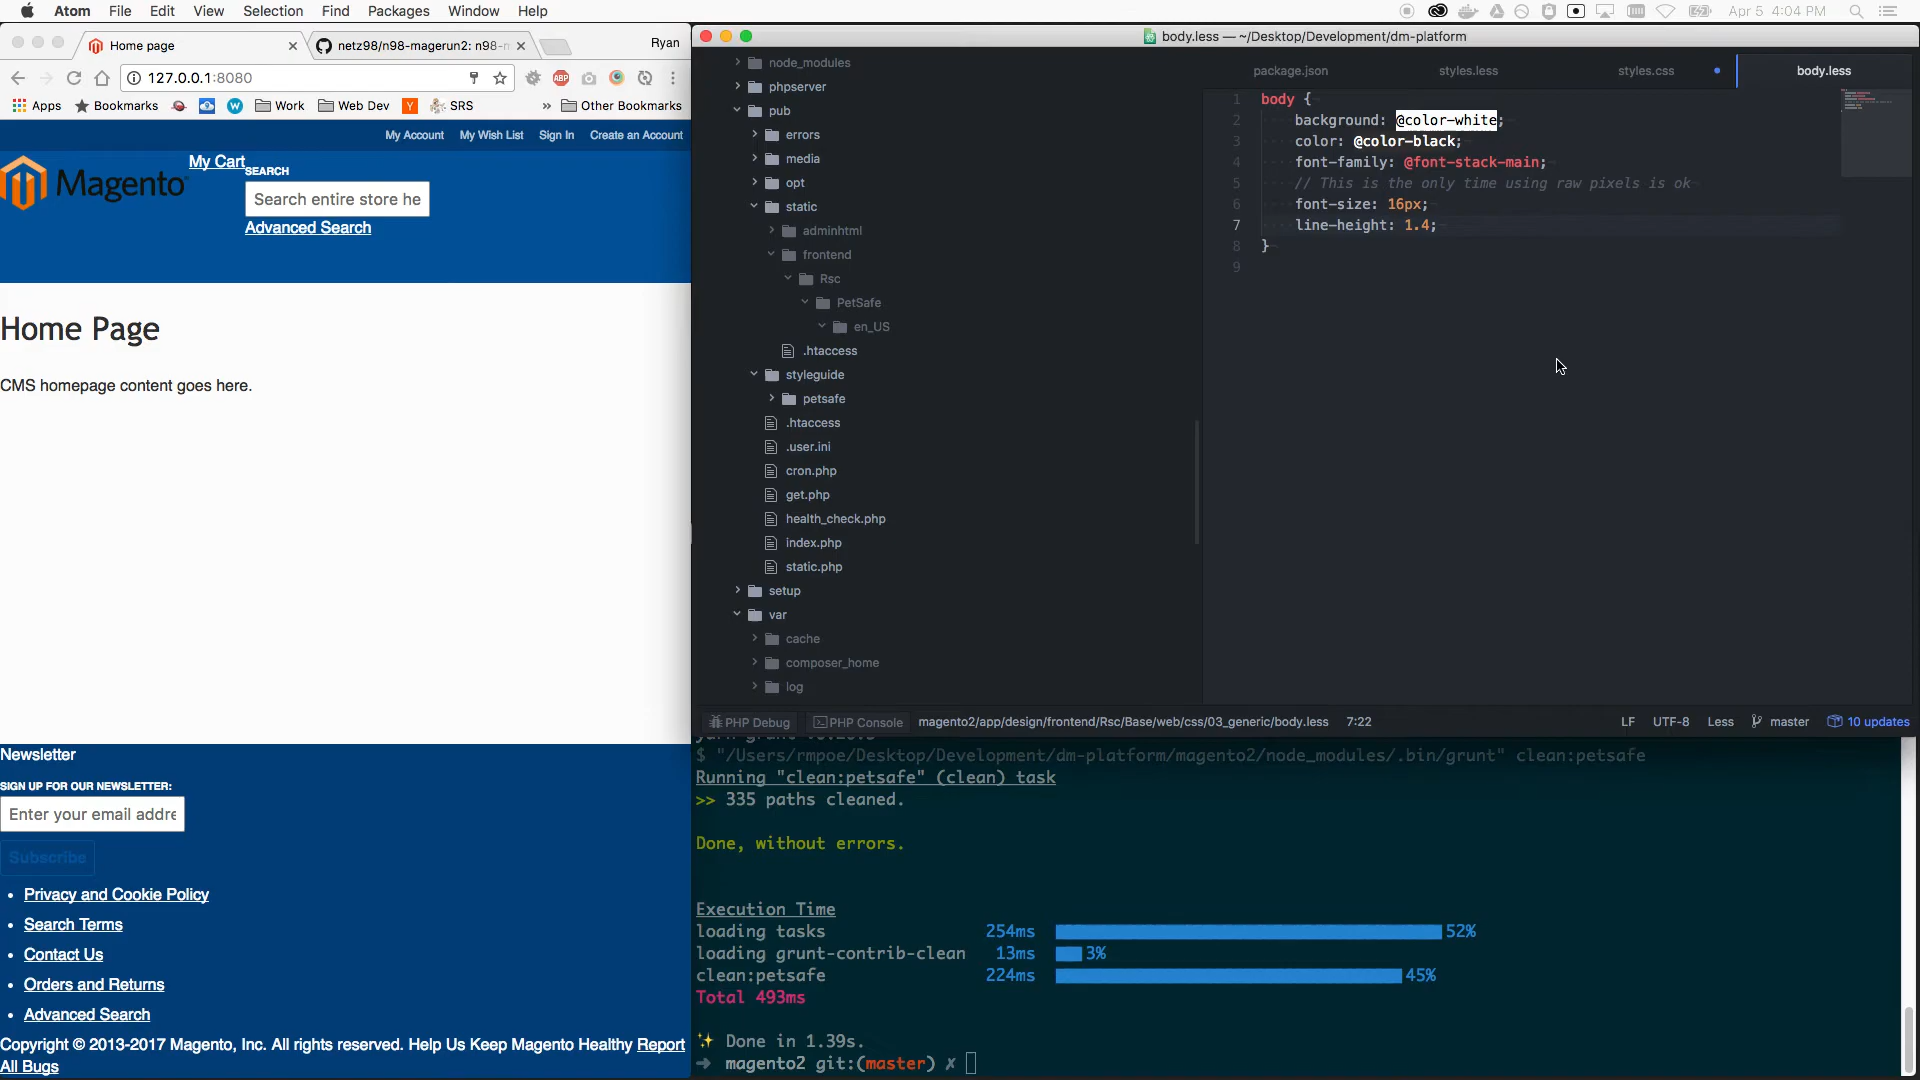 Atom File Edit View Selection Find Packages Window Help
Apr 5 4:04 PM
Home page
netz98/n98-magerun2: n98-m
Ryan
127.0.0.1:8080
ABP
Apps Bookmarks Work Web Dev SRS » Other Bookmarks
My Account My Wish List Sign In Create an Account
Magento
My Cart
SEARCH
Search entire store he
Advanced Search
Home Page
CMS homepage content goes here.
Newsletter
SIGN UP FOR OUR NEWSLETTER:
Enter your email addre
Subscribe
Privacy and Cookie Policy
Search Terms
Contact Us
Orders and Returns
Advanced Search
Copyright © 2013-2017 Magento, Inc. All rights reserved. Help Us Keep Magento Healthy Report
All Bugs
body.less — ~/Desktop/Development/dm-platform
node_modules
phpserver
pub
errors
media
opt
static
adminhtml
frontend
Rsc
PetSafe
en_US
.htaccess
styleguide
petsafe
.htaccess
.user.ini
cron.php
get.php
health_check.php
index.php
static.php
setup
var
cache
composer_home
log
package.json styles.less styles.css body.less
1 body {
2 background: @color-white;
3 color: @color-black;
4 font-family: @font-stack-main;
5 // This is the only time using raw pixels is ok
6 font-size: 16px;
7 line-height: 1.4;
8 }
9
PHP Debug PHP Console magento2/app/design/frontend/Rsc/Base/web/css/03_generic/body.less 7:22 LF UTF-8 Less master 10 updates
$ "/Users/rmpoe/Desktop/Development/dm-platform/magento2/node_modules/.bin/grunt" clean:petsafe
Running "clean:petsafe" (clean) task
>> 335 paths cleaned.
Done, without errors.
Execution Time
loading tasks 254ms 52%
loading grunt-contrib-clean 13ms 3%
clean:petsafe 224ms 45%
Total 493ms
✨ Done in 1.39s.
➜ magento2 git:(master) ✗